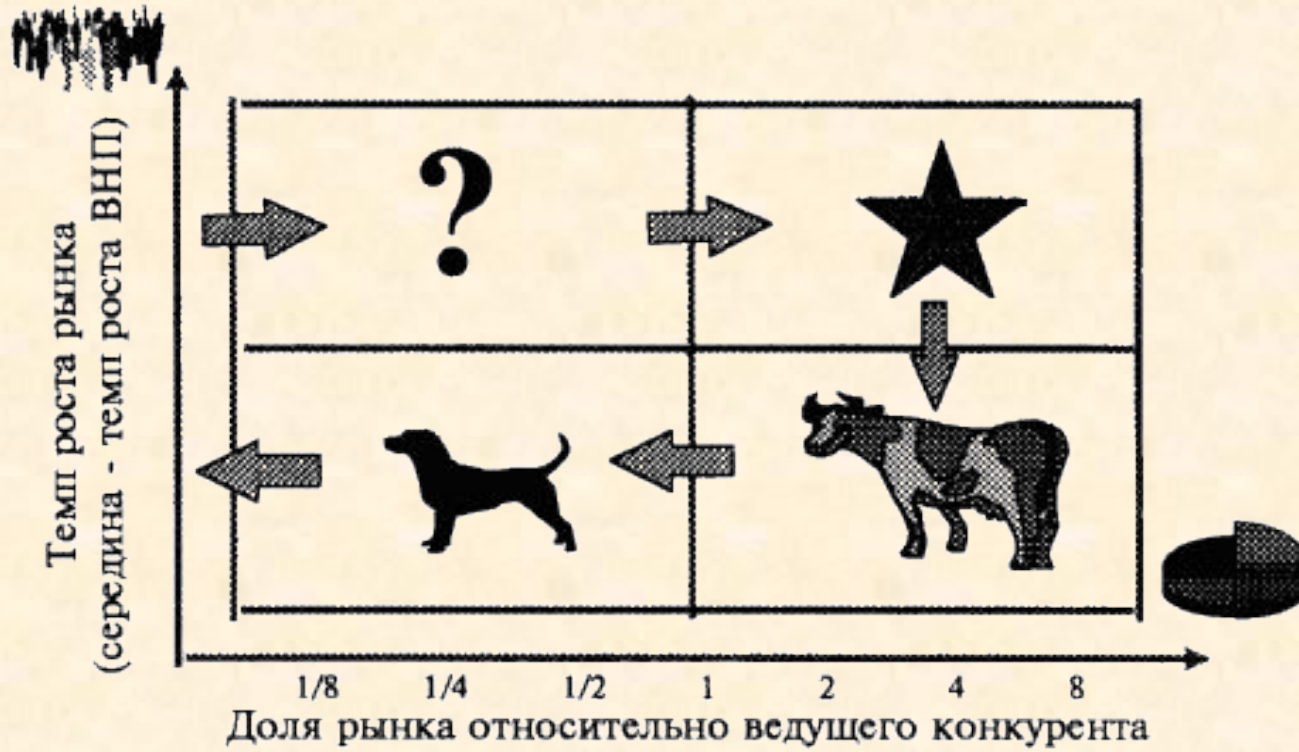 Темп роста рынка
(середина - темп роста ВНП)
?
1/8 1/4 1/2 1 2 4 8
Доля рынка относительно ведущего конкурента